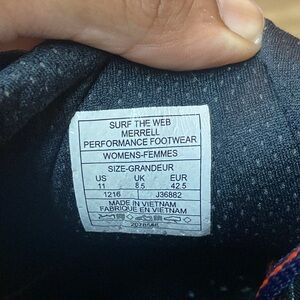 SURF THE WEB
MERRELL
PERFORMANCE FOOTWEAR
WOMENS-FEMMES
SIZE-GRANDEUR
US UK EUR
11 8.5 42.5
1216 J36882
MADE IN VIETNAM
FABRIQUE EN VIETNAM